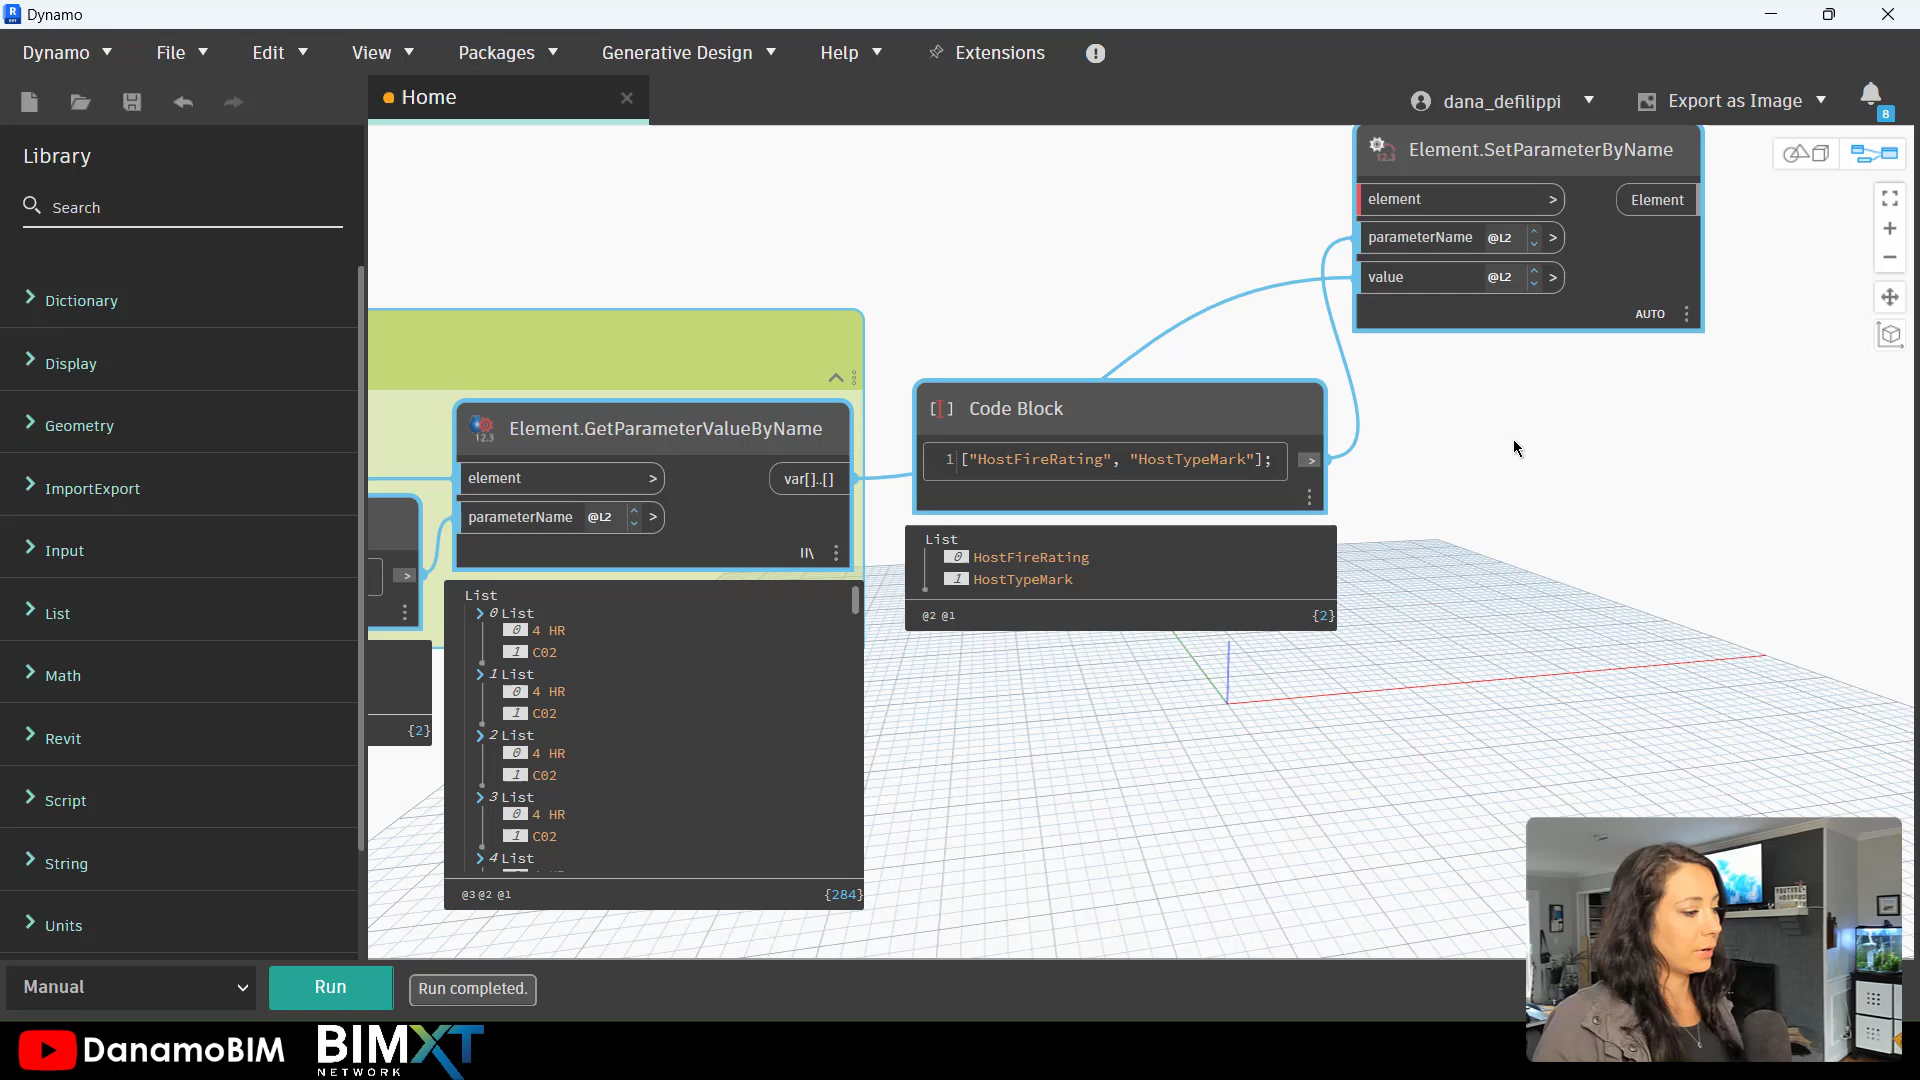 Dynamo
Dynamo File Edit View Packages Generative Design Help Extensions
Home
dana_defilippi Export as Image 8
Library
Search
Dictionary
Display
Geometry
ImportExport
Input
List
Math
Revit
Script
String
Units
Element.SetParameterByName
element > Element
parameterName @L2 >
value @L2 >
AUTO
Element.GetParameterValueByName
element > var[]..[]
parameterName @L2 >
Code Block
1 ["HostFireRating", "HostTypeMark"]; >
List
0 HostFireRating
1 HostTypeMark
@2 @1 {2}
>
{2}
List
0 List
0 4 HR
1 C02
1 List
0 4 HR
1 C02
2 List
0 4 HR
1 C02
3 List
0 4 HR
1 C02
4 List
@3 @2 @1 {284}
Manual Run Run completed.
DanamoBIM
BIMXT
NETWORK